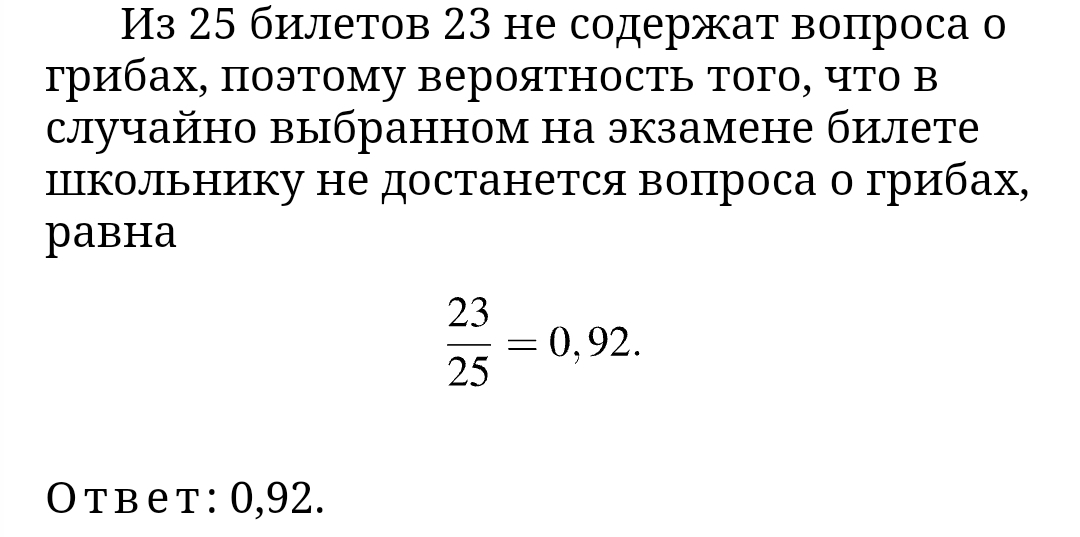 Из 25 билетов 23 не содержат вопроса о
грибах, поэтому вероятность того, что в
случайно выбранном на экзамене билете
школьнику не достанется вопроса о грибах,
равна
23
25
= 0,92.
Ответ: 0,92.